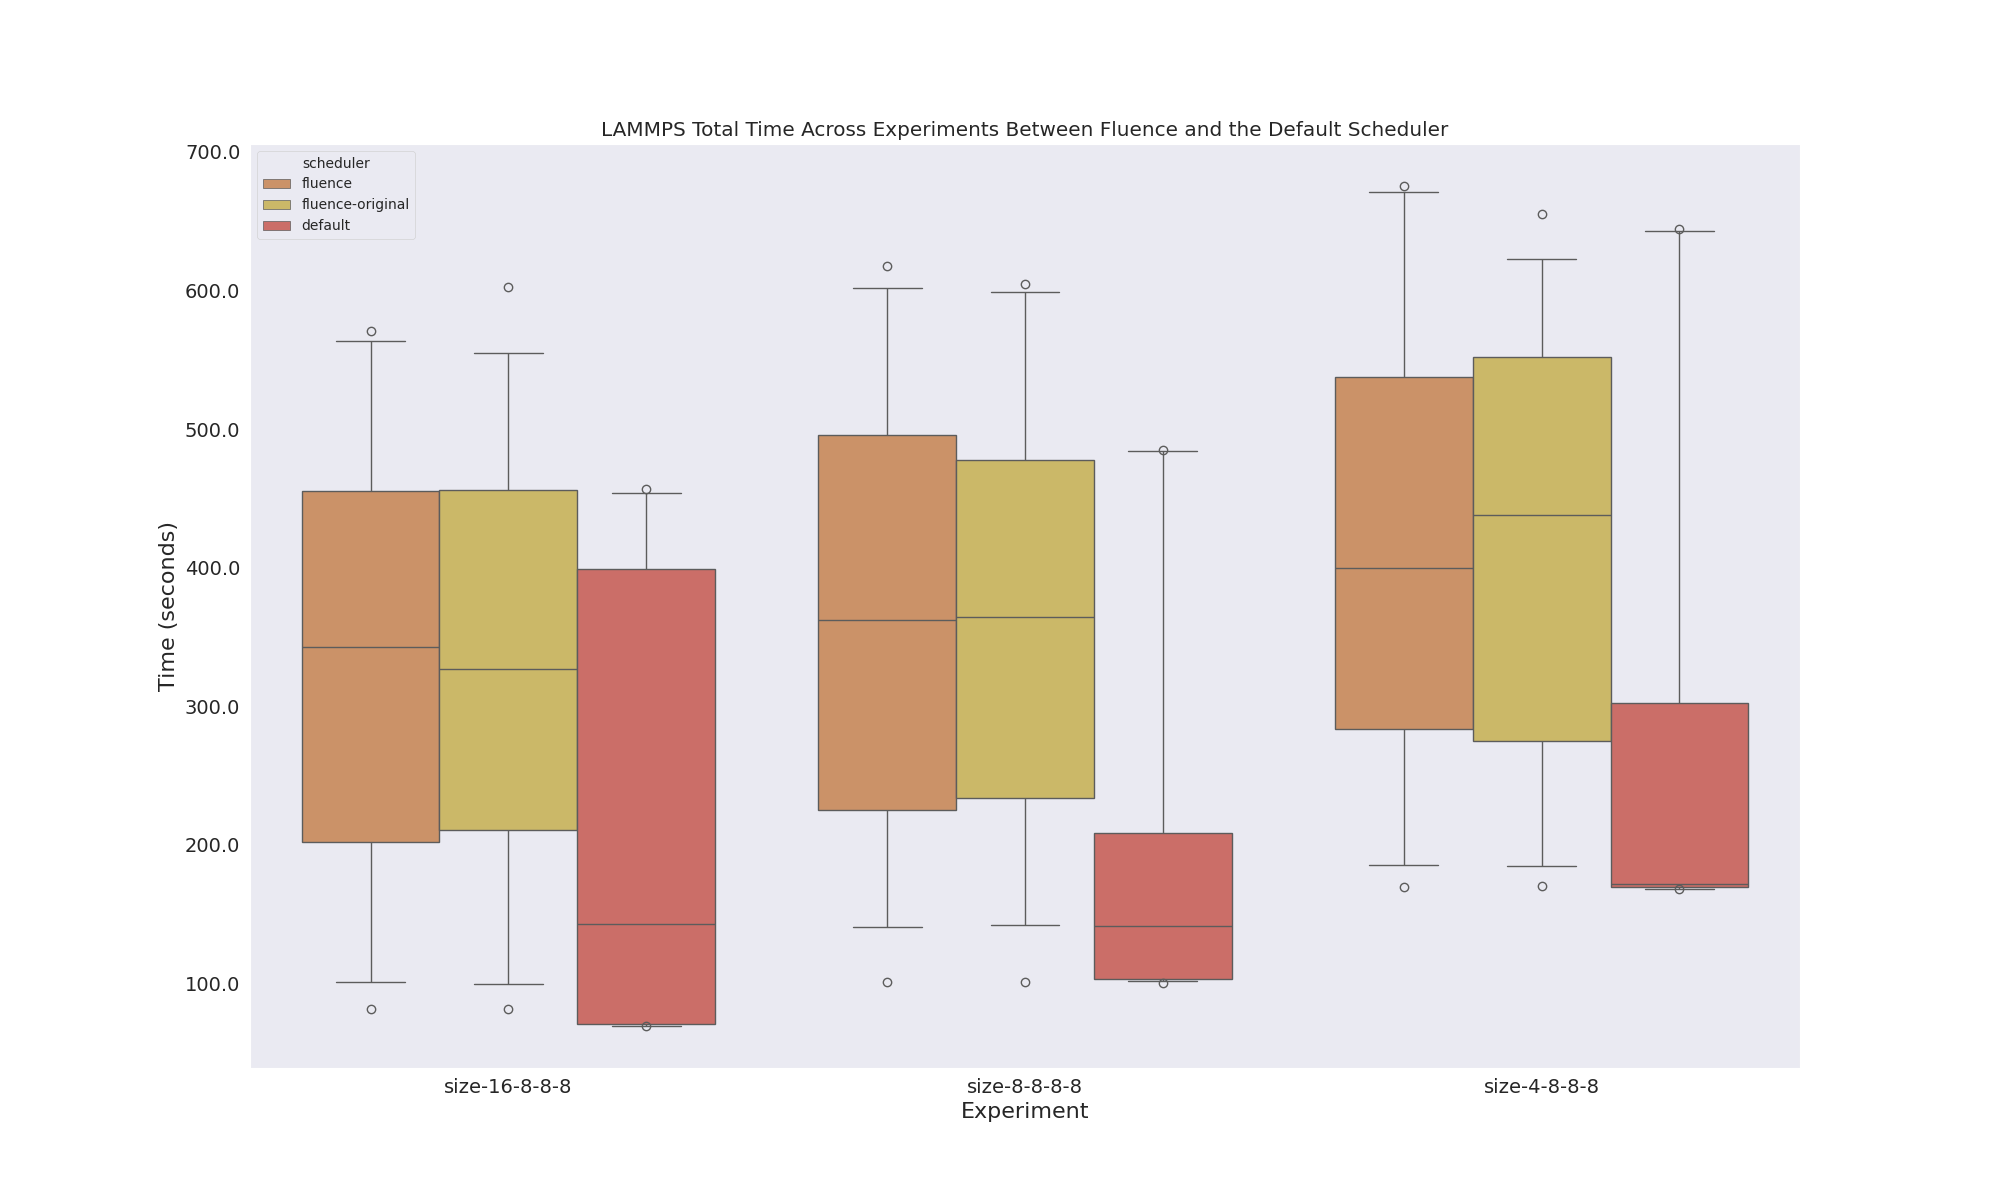 LAMMPS Total Time Across Experiments Between Fluence and the Default Scheduler
700.0
600.0
500.0
400.0
300.0
200.0
100.0
Time (seconds)
scheduler
fluence
fluence-original
default
size-16-8-8-8
size-8-8-8-8
size-4-8-8-8
Experiment